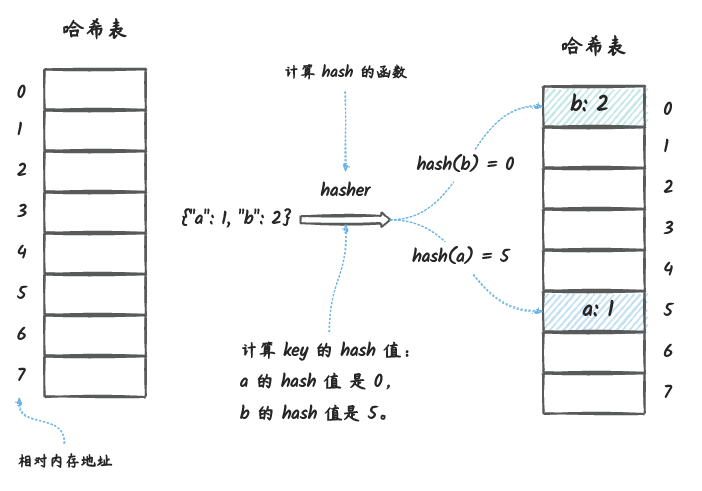 哈希表
0
1
2
3
4
5
6
7
相对内存地址
计算 hash 的函数
hasher
{"a": 1, "b": 2}
计算 key 的 hash 值：
a 的 hash 值 是 0，
b 的 hash 值是 5。
hash(b) = 0
hash(a) = 5
哈希表
b: 2
a: 1
0
1
2
3
4
5
6
7